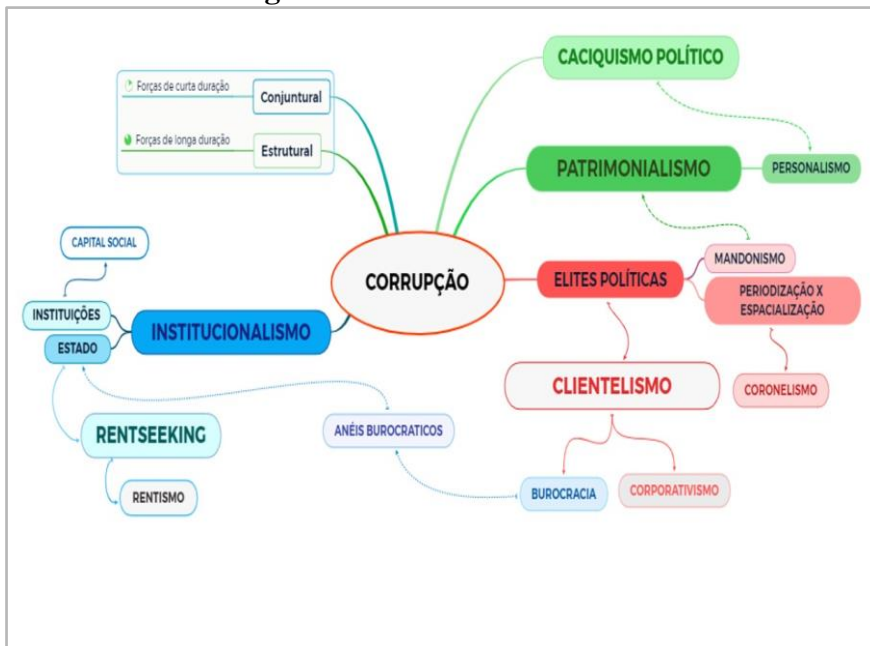 CACIQUISMO POLÍTICO
Forças de curta duração
Conjuntural
Forças de longa duração
Estrutural
PATRIMONIALISMO
PERSONALISMO
CAPITAL SOCIAL
MANDONISMO
CORRUPÇÃO
ELITES POLÍTICAS
PERIODIZAÇÃO X
ESPACIALIZAÇÃO
INSTITUIÇÕES
INSTITUCIONALISMO
ESTADO
CLIENTELISMO
CORONELISMO
RENTSEEKING
ANÉIS BUROCRATICOS
RENTISMO
BUROCRACIA
CORPORATIVISMO